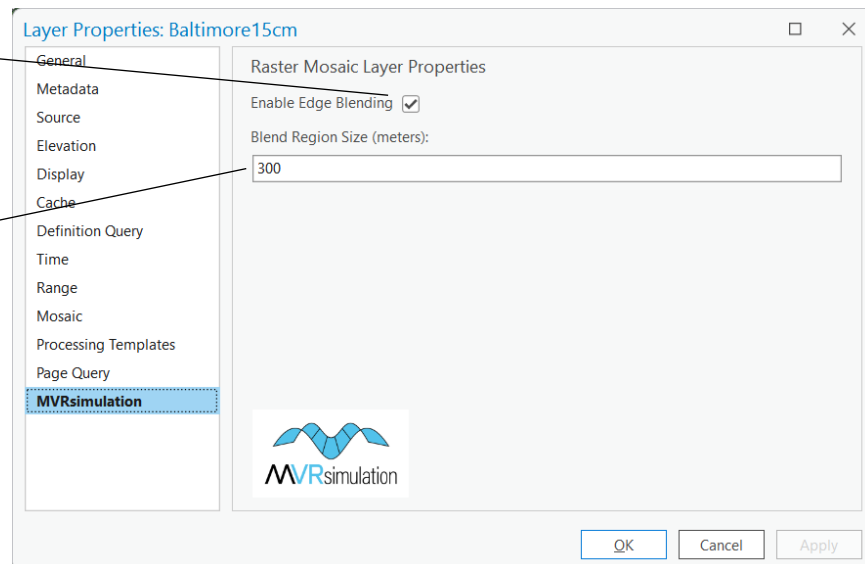 Layer Properties: Baltimore15cm
General
Metadata
Source
Elevation
Display
Cache
Definition Query
Time
Range
Mosaic
Processing Templates
Page Query
MVRsimulation
Raster Mosaic Layer Properties
Enable Edge Blending
Blend Region Size (meters):
300
MVRsimulation
OK
Cancel
Apply